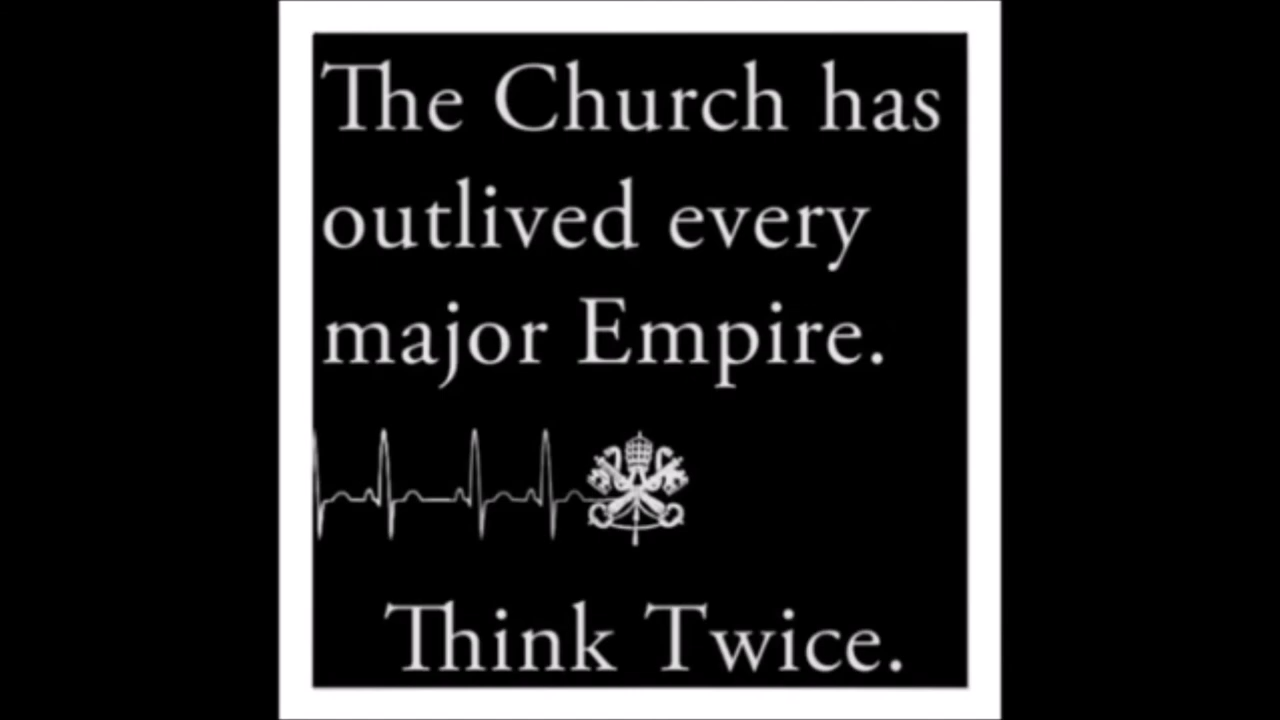 The Church has
outlived every
major Empire.
Think Twice.